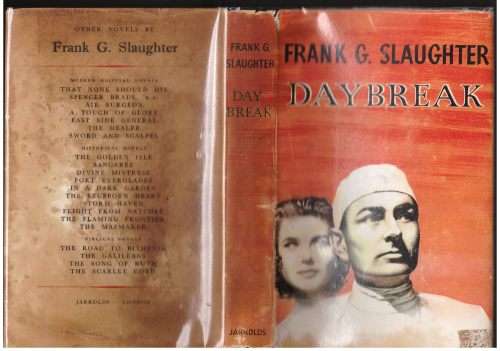 OTHER NOVELS BY
Frank G. Slaughter
MODERN HOSPITAL NOVELS
THAT NONE SHOULD DIE
SPENCER BRADE, M.D.
AIR SURGEON
A TOUCH OF GLORY
EAST SIDE GENERAL
THE HEALER
SWORD AND SCALPEL
HISTORICAL NOVELS
THE GOLDEN ISLE
SANGAREE
DIVINE MISTRESS
FORT EVERGLADES
IN A DARK GARDEN
THE STUBBORN HEART
STORM HAVEN
FLIGHT FROM NATCHEZ
THE FLAMING FRONTIER
THE MAPMAKER
BIBLICAL NOVELS
THE ROAD TO BITHYNIA
THE GALILEANS
THE SONG OF RUTH
THE SCARLET CORD
JARROLDS LONDON
FRANK G.
SLAUGHTER
DAY
BREAK
JARROLDS
FRANK G. SLAUGHTER
DAYBREAK